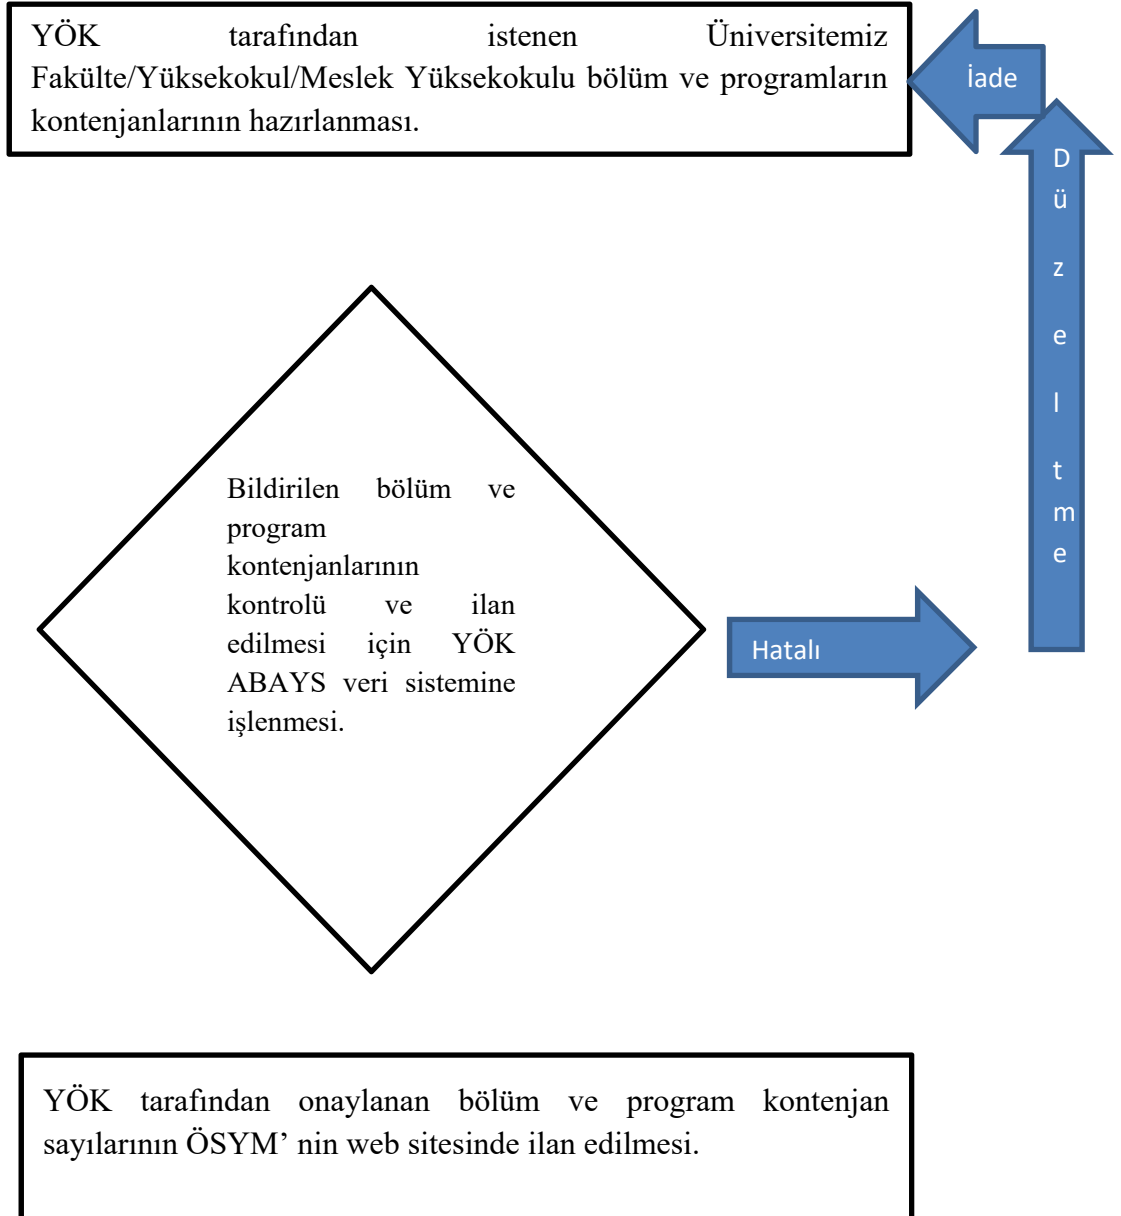 YÖK tarafından istenen Üniversitemiz
Fakülte/Yüksekokul/Meslek Yüksekokulu bölüm ve programların
kontenjanlarının hazırlanması.
İade
Düzeltme
Bildirilen bölüm ve
program
kontenjanlarının
kontrolü ve ilan
edilmesi için YÖK
ABAYS veri sistemine
işlenmesi.
Hatalı
YÖK tarafından onaylanan bölüm ve program kontenjan
sayılarının ÖSYM’ nin web sitesinde ilan edilmesi.